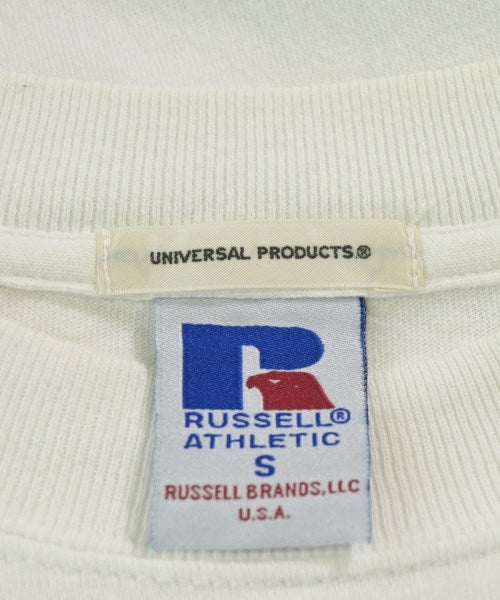 UNIVERSAL PRODUCTS.®
RUSSELL®
ATHLETIC
S
RUSSELL BRANDS, LLC
U.S.A.